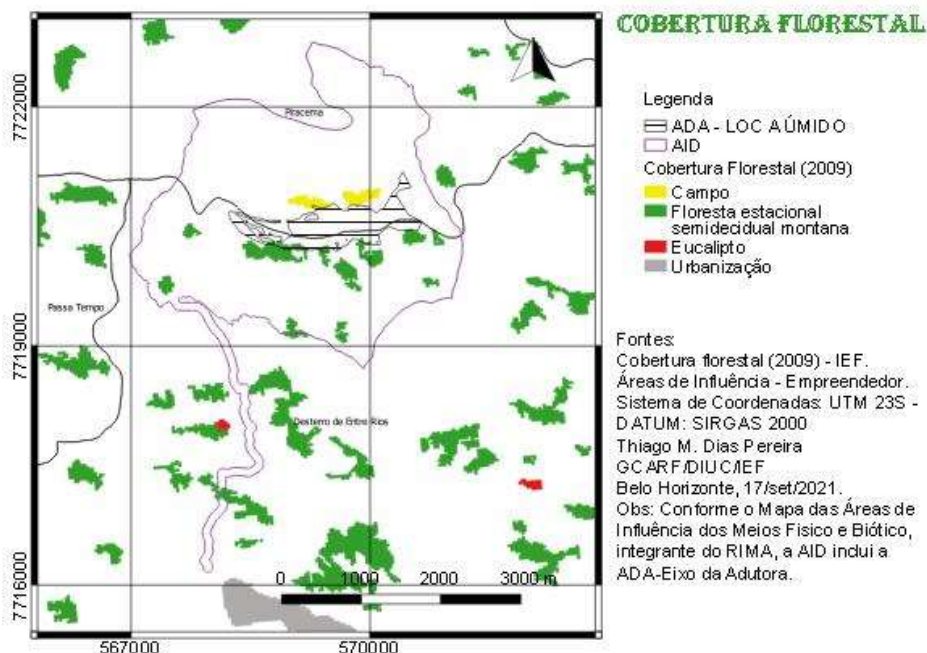 COBERTURA FLORESTAL
Legenda
ADA - LOC A ÚMIDO
AID
Cobertura Florestal (2009)
Campo
Floresta estacional
semidecidual montana
Eucalipto
Urbanização
Fontes:
Cobertura florestal (2009) - IEF.
Áreas de Influência - Empreendedor.
Sistema de Coordenadas: UTM 23S -
DATUM: SIRGAS 2000
Thiago M. Dias Pereira
GCARF/DIUC/IEF
Belo Horizonte, 17/set/2021.
Obs: Conforme o Mapa das Áreas de
Influência dos Meios Físico e Biótico,
integrante do RIMA, a AID inclui a
ADA-Eixo da Adutora.
7722000
7719000
7716000
567000
570000
Piracema
Passa Tempo
Desterro de Entre Rios
0 1000 2000 3000 m